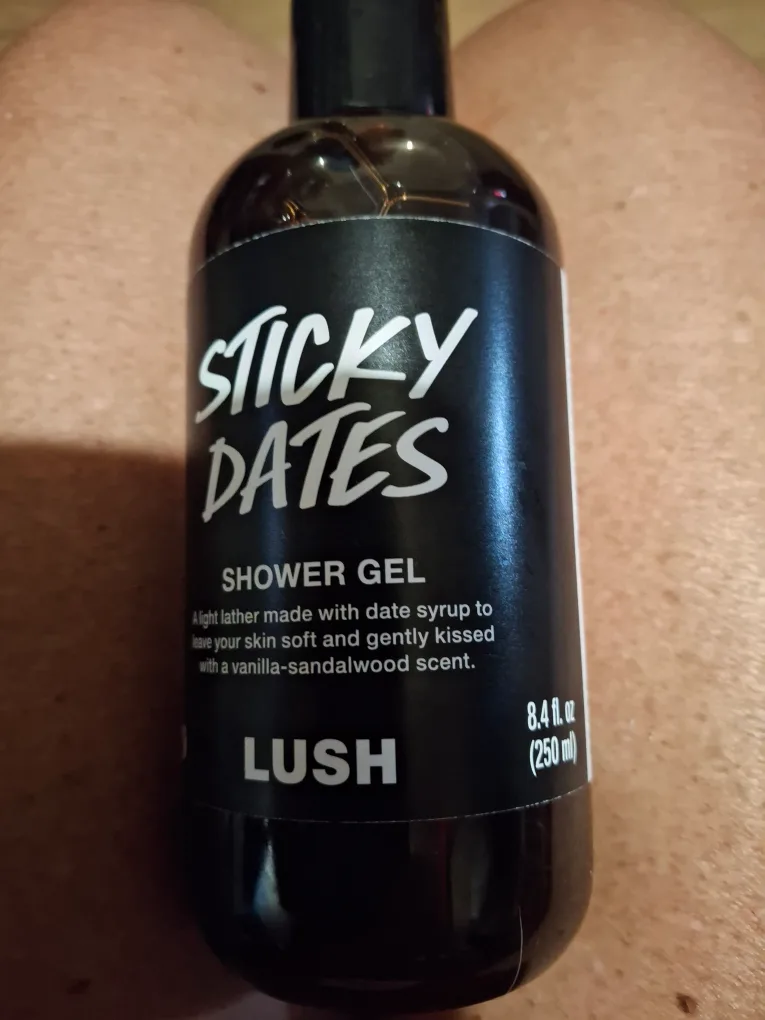 STICKY
DATES
SHOWER GEL
A light lather made with date syrup to
leave your skin soft and gently kissed
with a vanilla-sandalwood scent.
LUSH
8.4 fl. oz
(250 ml)